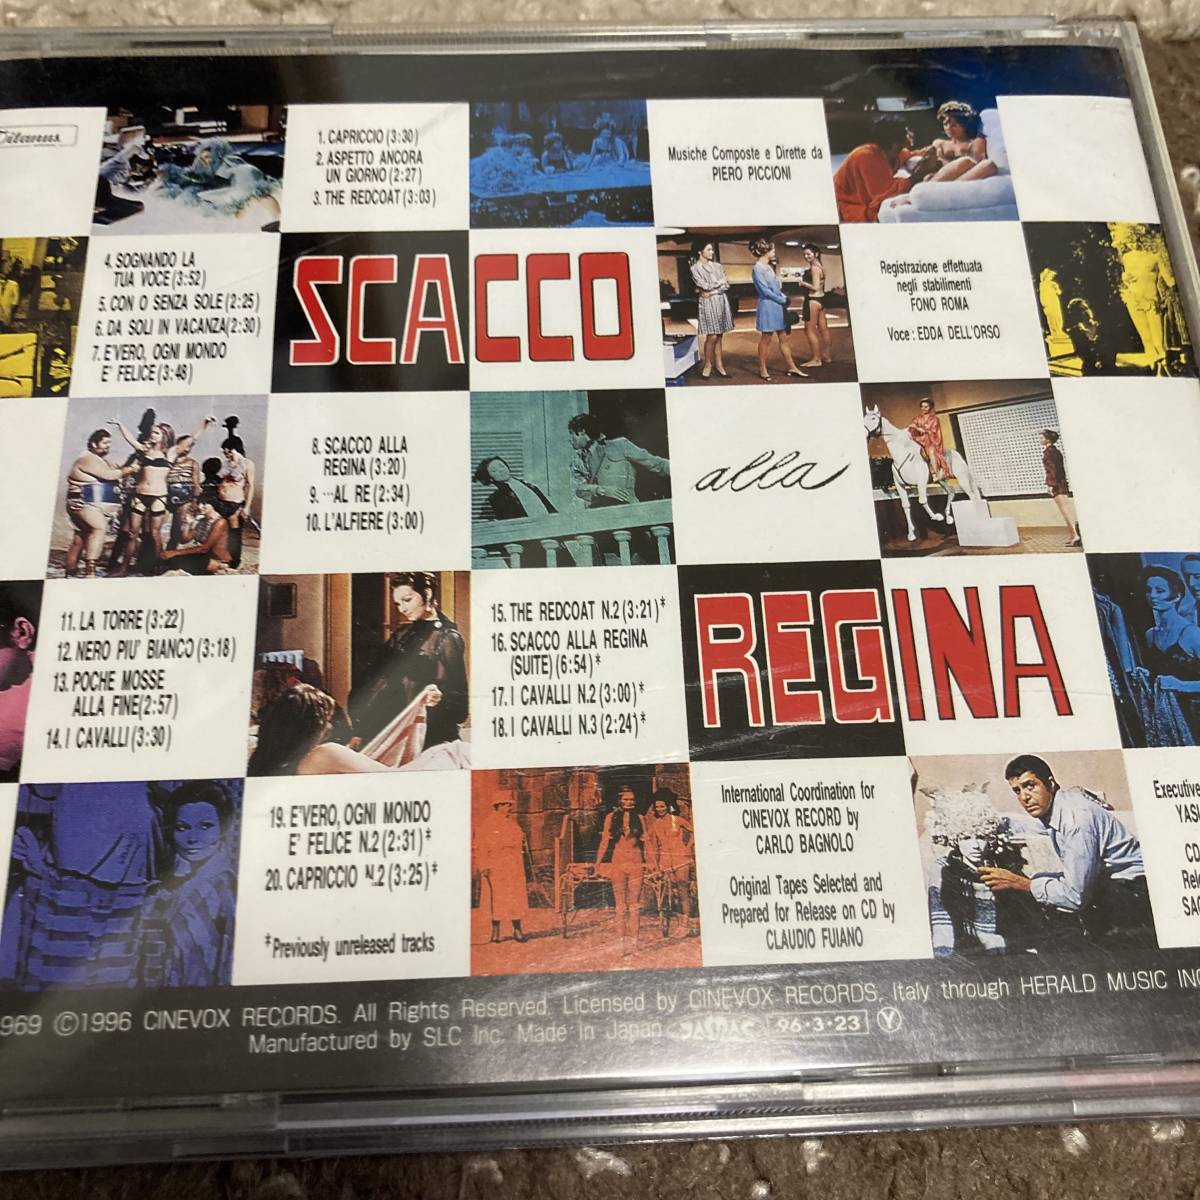 Titanus
1. CAPRICCIO (3:30)
2. ASPETTO ANCORA
UN GIORNO (2:27)
3. THE REDCOAT (3:03)
Musiche Composte e Dirette da
PIERO PICCIONI
4. SOGNANDO LA
TUA VOCE (3:52)
5. CON O SENZA SOLE (2:25)
6. DA SOLI IN VACANZA (2:30)
7. E'VERO, OGNI MONDO
E' FELICE (3:48)
SCACCO
Registrazione effettuata
negli stabilimenti
FONO ROMA
Voce : EDDA DELL'ORSO
8. SCACCO ALLA
REGINA (3:20)
9. …AL RE (2:34)
10. L'ALFIERE (3:00)
alla
11. LA TORRE (3:22)
12. NERO PIU' BIANCO (3:18)
13. POCHE MOSSE
ALLA FINE (2:57)
14. I CAVALLI (3:30)
15. THE REDCOAT N.2 (3:21)*
16. SCACCO ALLA REGINA
(SUITE) (6:54)*
17. I CAVALLI N.2 (3:00)*
18. I CAVALLI N.3 (2:24)*
REGINA
19. E'VERO, OGNI MONDO
E' FELICE N.2 (2:31)*
20. CAPRICCIO N.2 (3:25)*
*Previously unreleased tracks
International Coordination for
CINEVOX RECORD by
CARLO BAGNOLO
Original Tapes Selected and
Prepared for Release on CD by
CLAUDIO FUIANO
Executive
YAS
CD
Rele
SAC
1969 ©1996 CINEVOX RECORDS. All Rights Reserved. Licensed by CINEVOX RECORDS, Italy through HERALD MUSIC INC
Manufactured by SLC Inc. Made in Japan JASRAC 96·3·23 Y